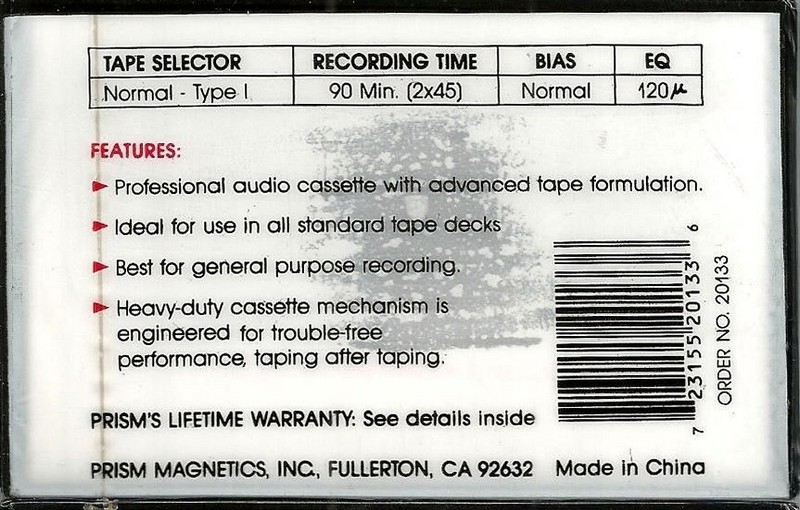 TAPE SELECTOR RECORDING TIME BIAS EQ
Normal - Type I 90 Min. (2x45) Normal 120µ
FEATURES:
Professional audio cassette with advanced tape formulation.
Ideal for use in all standard tape decks
Best for general purpose recording.
Heavy-duty cassette mechanism is
engineered for trouble-free
performance, taping after taping.
7 23155 20133 6
ORDER NO. 20133
PRISM'S LIFETIME WARRANTY: See details inside
PRISM MAGNETICS, INC., FULLERTON, CA 92632 Made in China